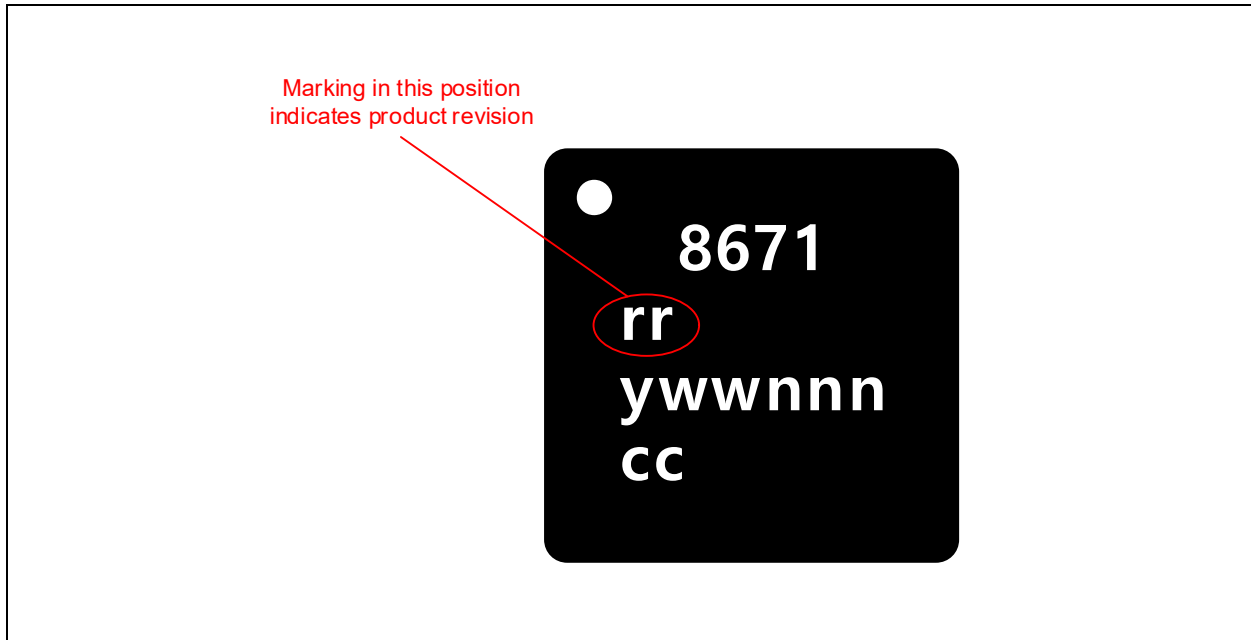 Marking in this position
indicates product revision
8671
rr
ywwnnn
cc